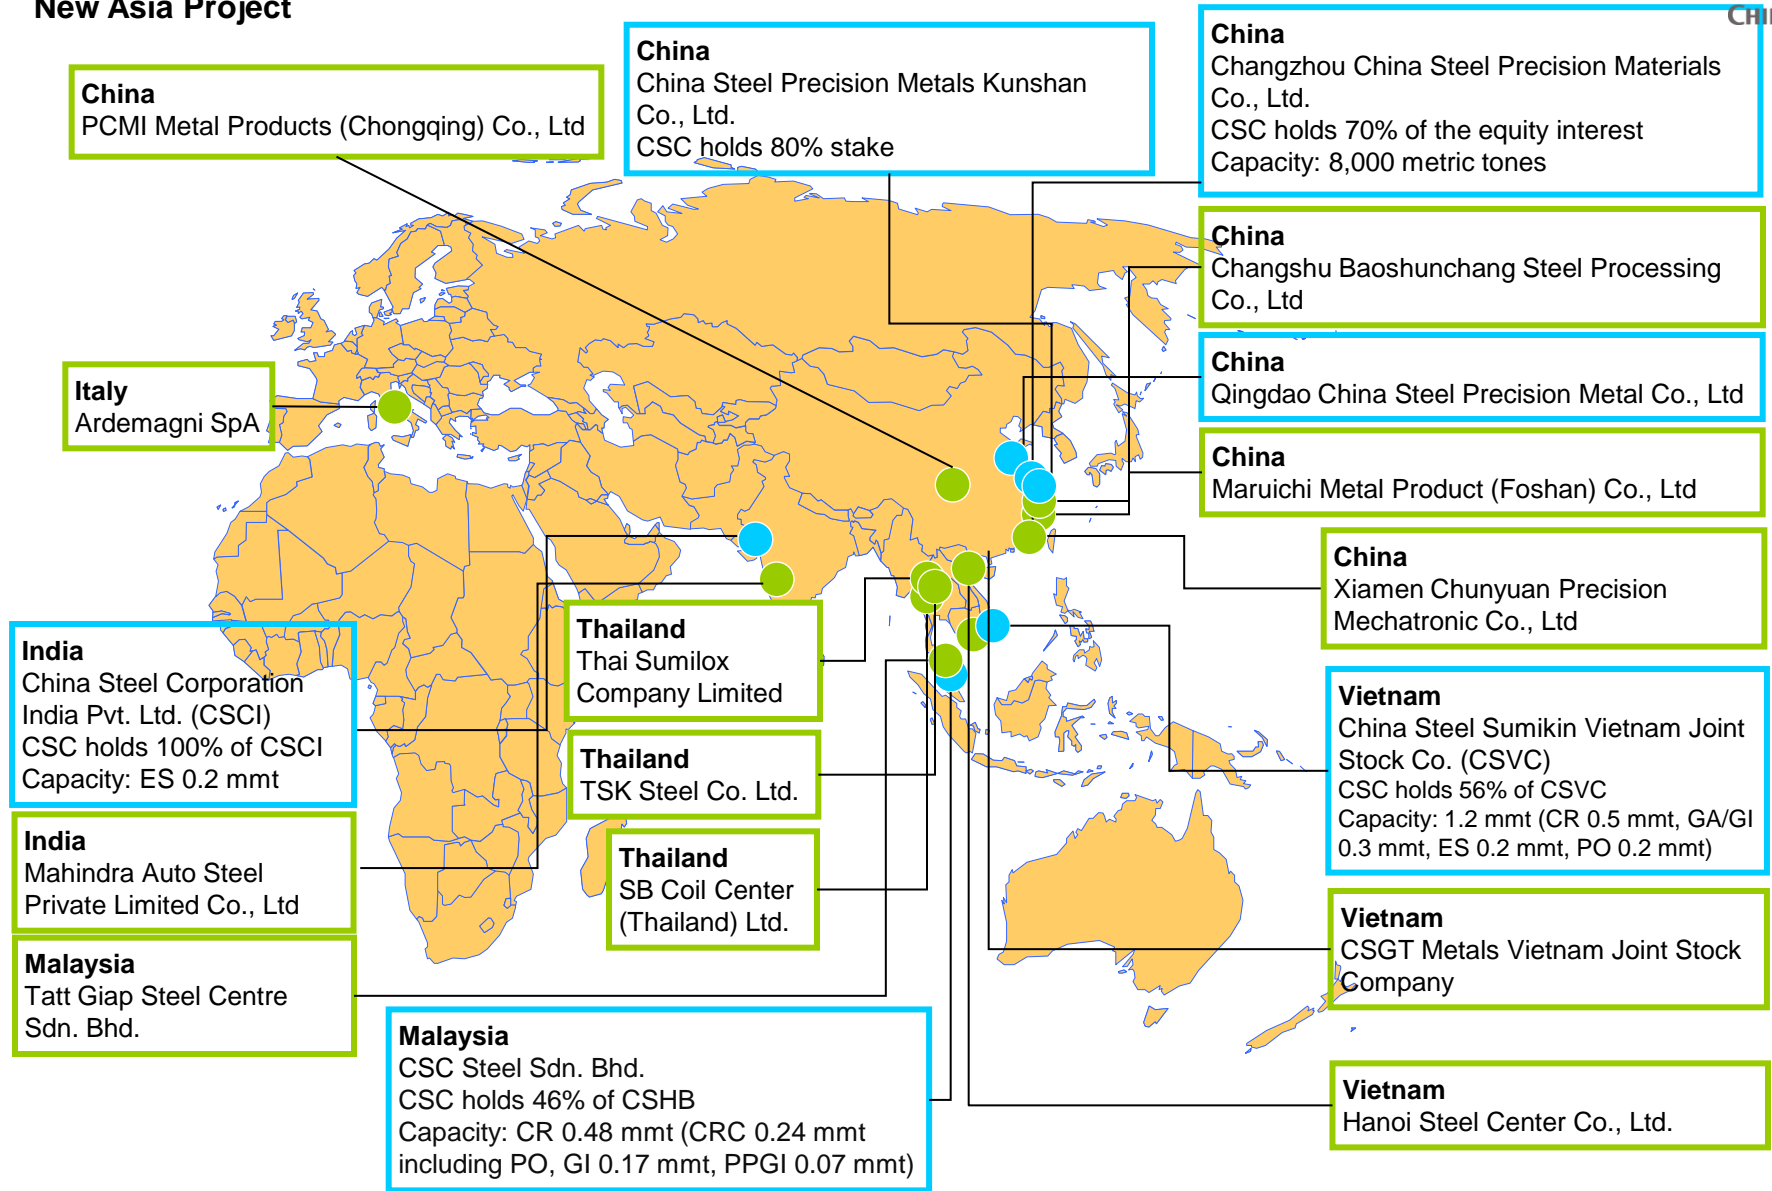 New Asia Project
China
PCMI Metal Products (Chongqing) Co., Ltd
China
China Steel Precision Metals Kunshan
Co., Ltd.
CSC holds 80% stake
China
Changzhou China Steel Precision Materials
Co., Ltd.
CSC holds 70% of the equity interest
Capacity: 8,000 metric tones
China
Changshu Baoshunchang Steel Processing
Co., Ltd
China
Qingdao China Steel Precision Metal Co., Ltd
Italy
Ardemagni SpA
China
Maruichi Metal Product (Foshan) Co., Ltd
China
Xiamen Chunyuan Precision
Mechatronic Co., Ltd
Thailand
Thai Sumilox
Company Limited
India
China Steel Corporation
India Pvt. Ltd. (CSCI)
CSC holds 100% of CSCI
Capacity: ES 0.2 mmt
Vietnam
China Steel Sumikin Vietnam Joint
Stock Co. (CSVC)
CSC holds 56% of CSVC
Capacity: 1.2 mmt (CR 0.5 mmt, GA/GI
0.3 mmt, ES 0.2 mmt, PO 0.2 mmt)
Thailand
TSK Steel Co. Ltd.
India
Mahindra Auto Steel
Private Limited Co., Ltd
Thailand
SB Coil Center
(Thailand) Ltd.
Vietnam
CSGT Metals Vietnam Joint Stock
Company
Malaysia
Tatt Giap Steel Centre
Sdn. Bhd.
Malaysia
CSC Steel Sdn. Bhd.
CSC holds 46% of CSHB
Capacity: CR 0.48 mmt (CRC 0.24 mmt
including PO, GI 0.17 mmt, PPGI 0.07 mmt)
Vietnam
Hanoi Steel Center Co., Ltd.